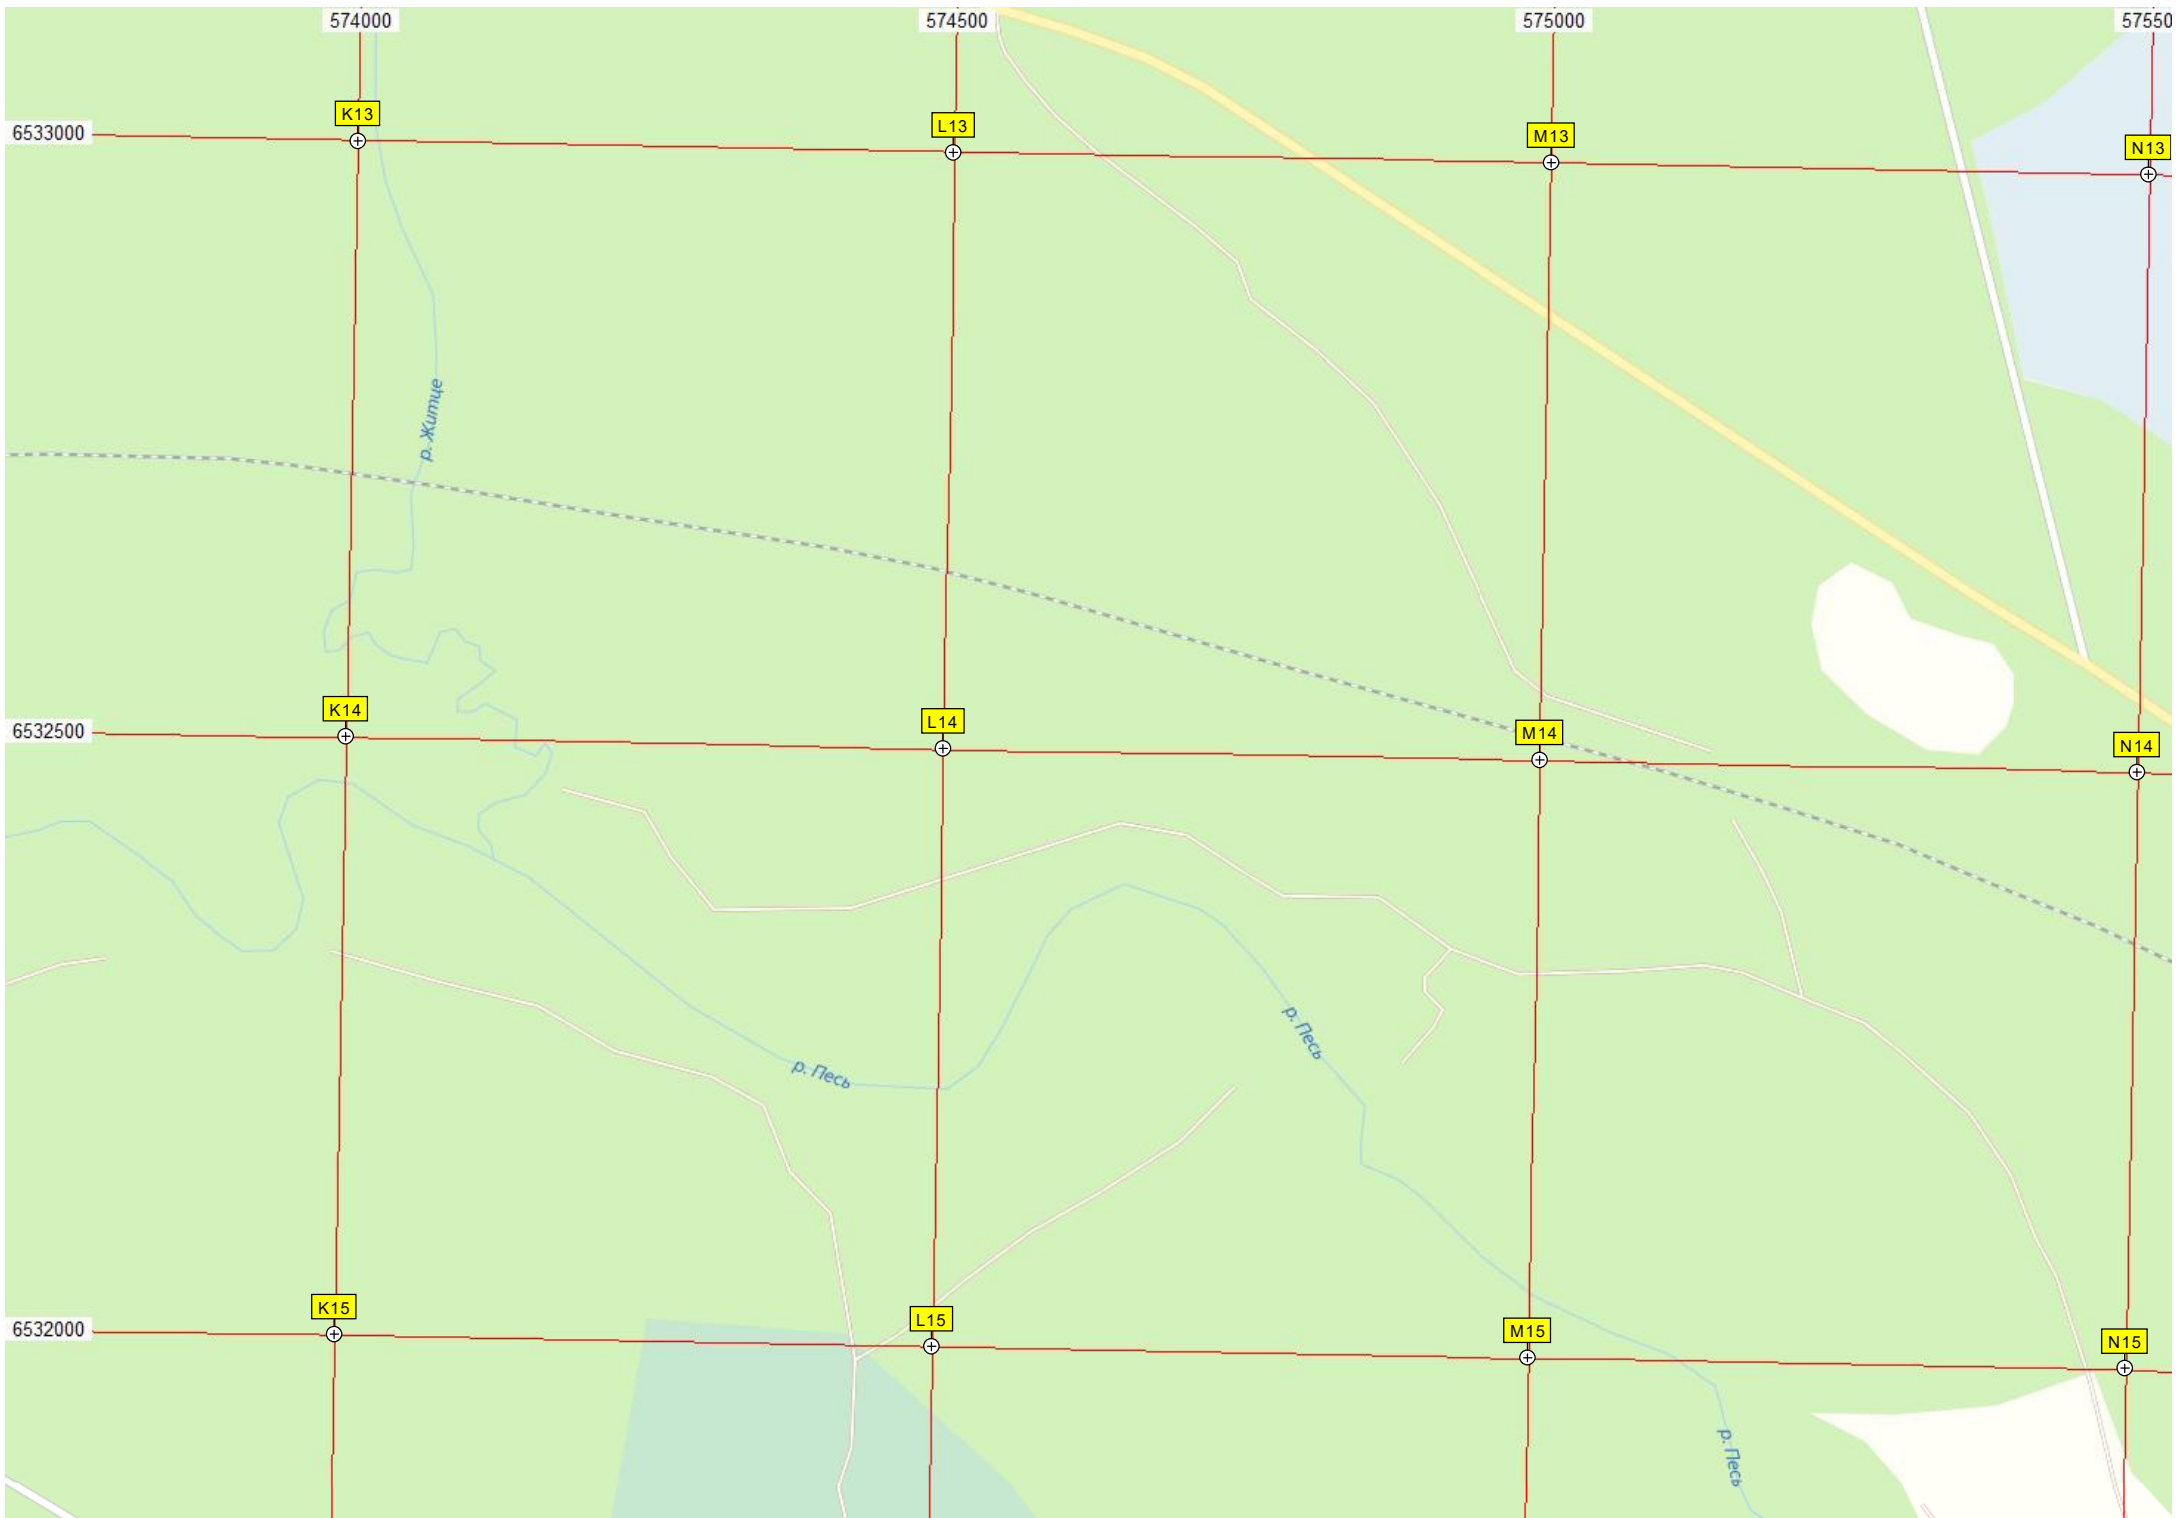 574000 574500 575000 57550
K13
L13
M13
6533000
N13
р. Житце
K14
L14
6532500
M14
N14
р. Песь
р. Песь
K15
L15
6532000
M15
N15
р. Песь